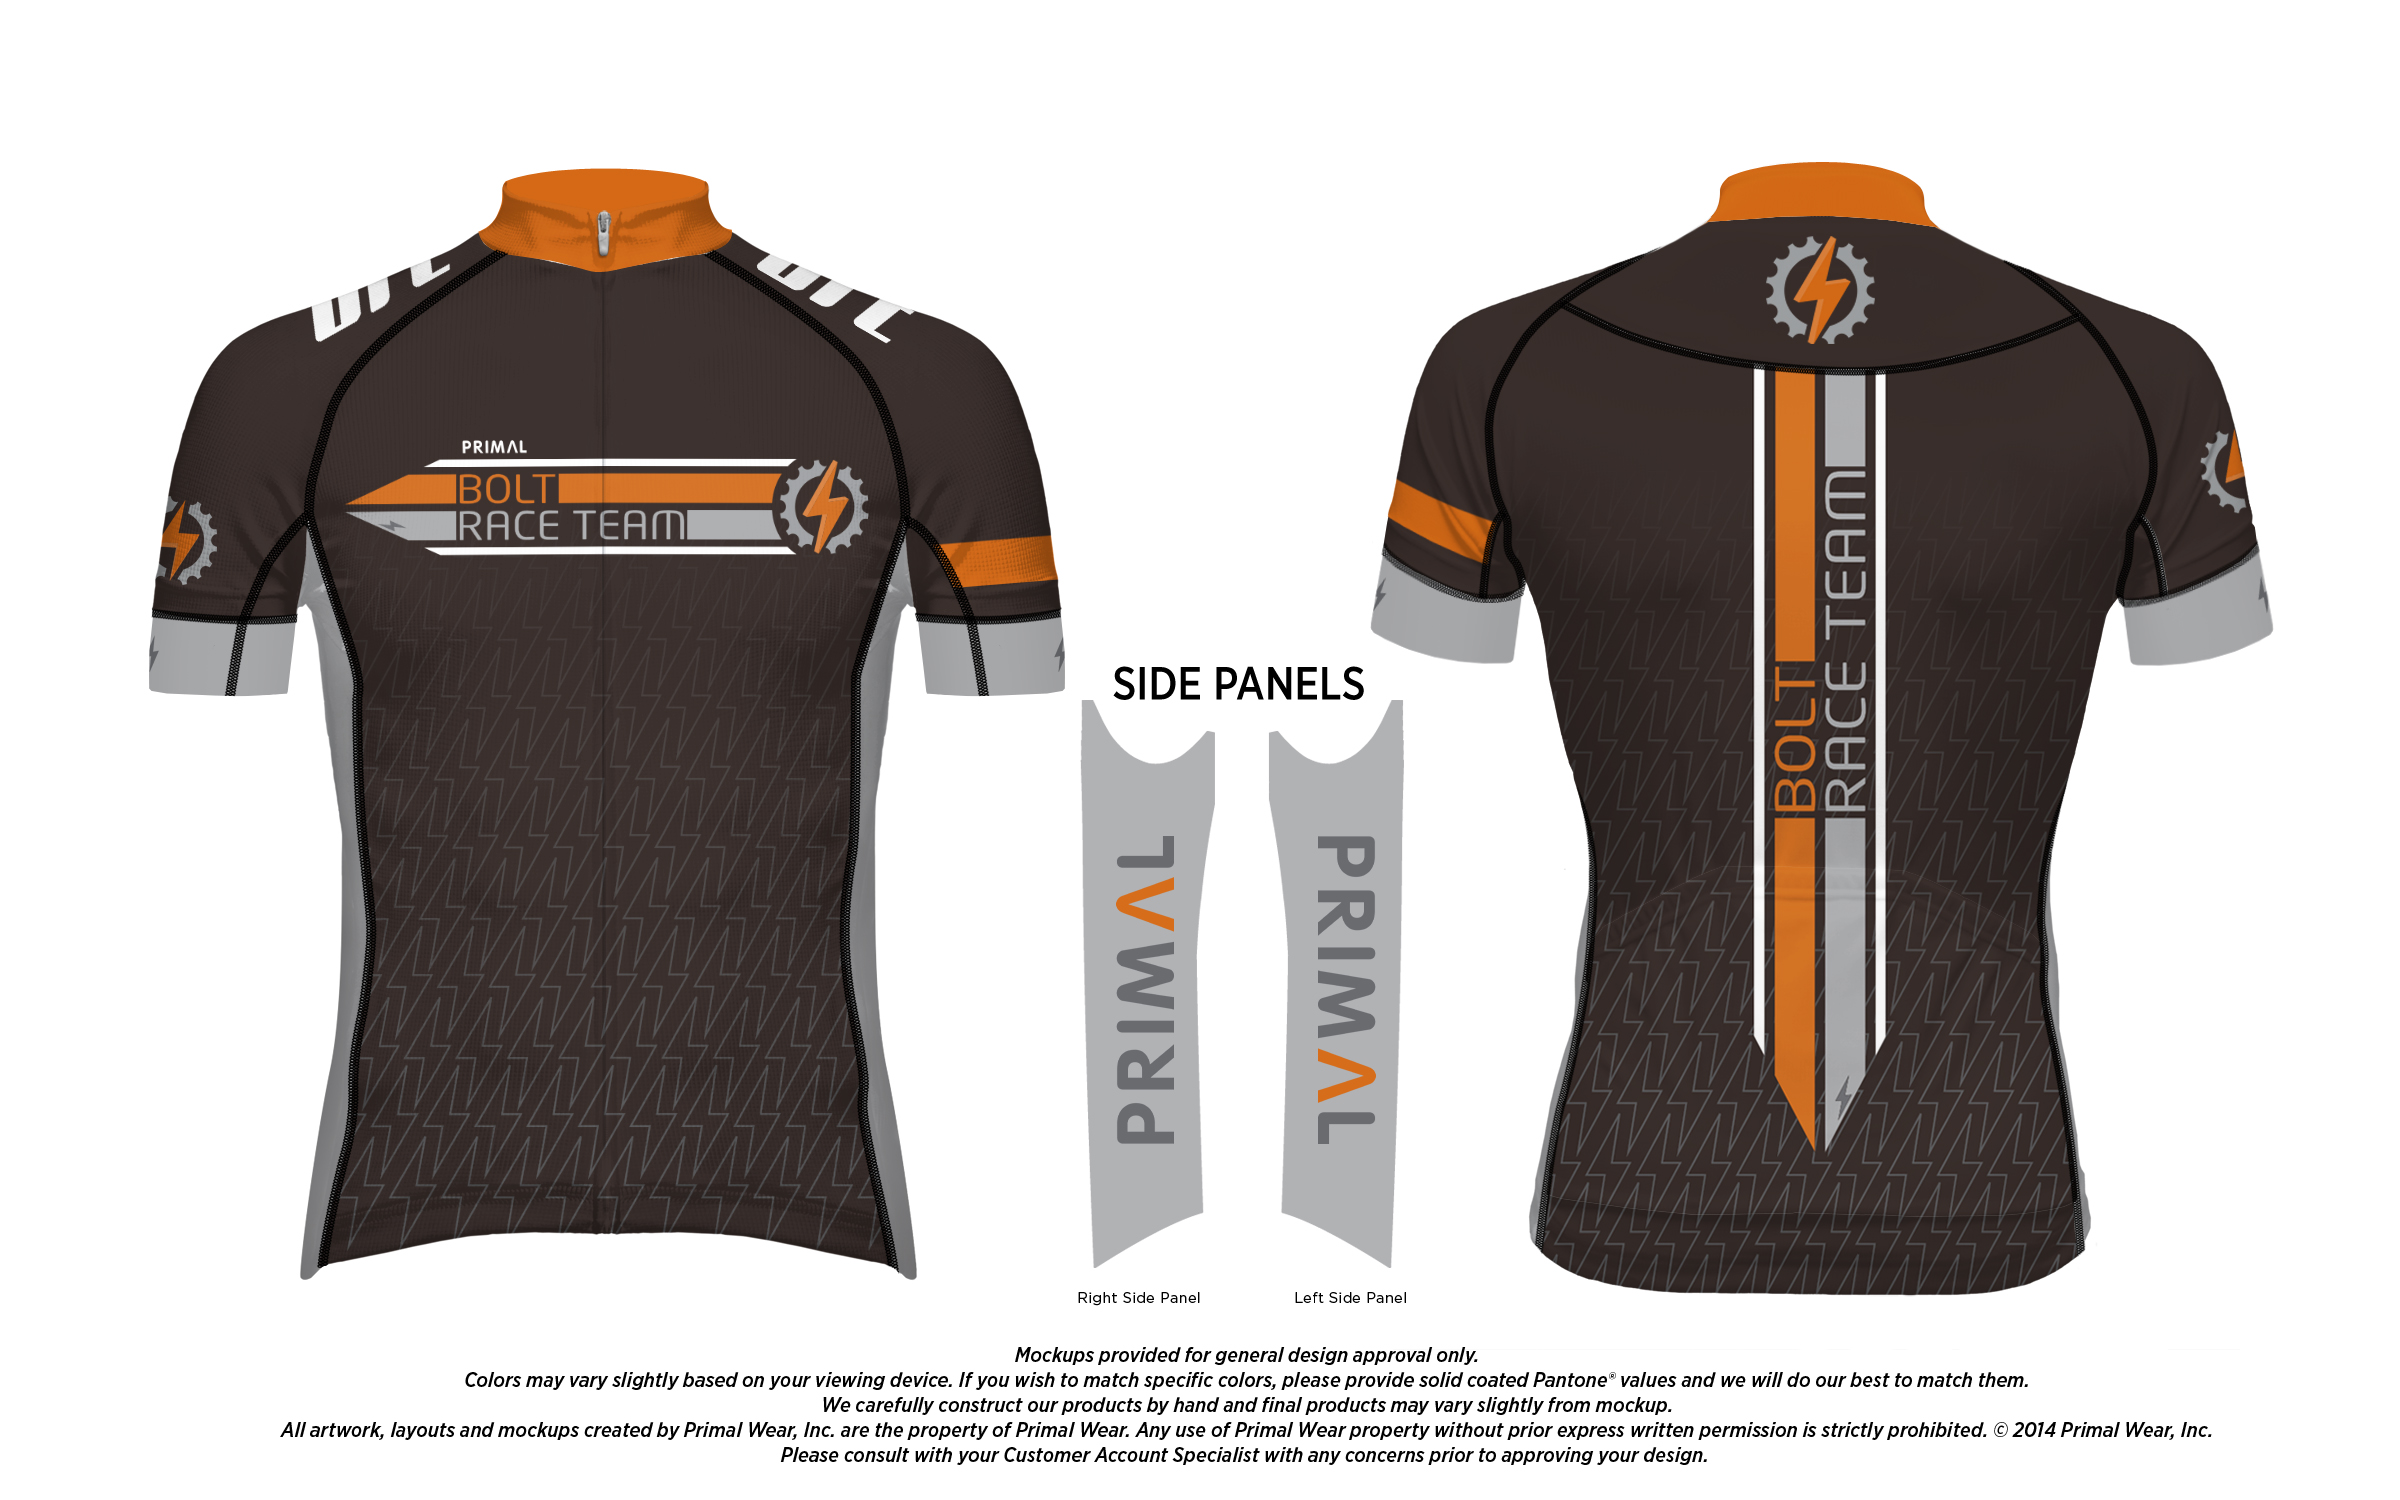 PRIMAL
BOLT
RACE TEAM
BOLT
RACE TEAM
SIDE PANELS
PRIMAL
PRIMAL
Right Side Panel
Left Side Panel
Mockups provided for general design approval only.
Colors may vary slightly based on your viewing device. If you wish to match specific colors, please provide solid coated Pantone® values and we will do our best to match them.
We carefully construct our products by hand and final products may vary slightly from mockup.
All artwork, layouts and mockups created by Primal Wear, Inc. are the property of Primal Wear. Any use of Primal Wear property without prior express written permission is strictly prohibited. © 2014 Primal Wear, Inc.
Please consult with your Customer Account Specialist with any concerns prior to approving your design.